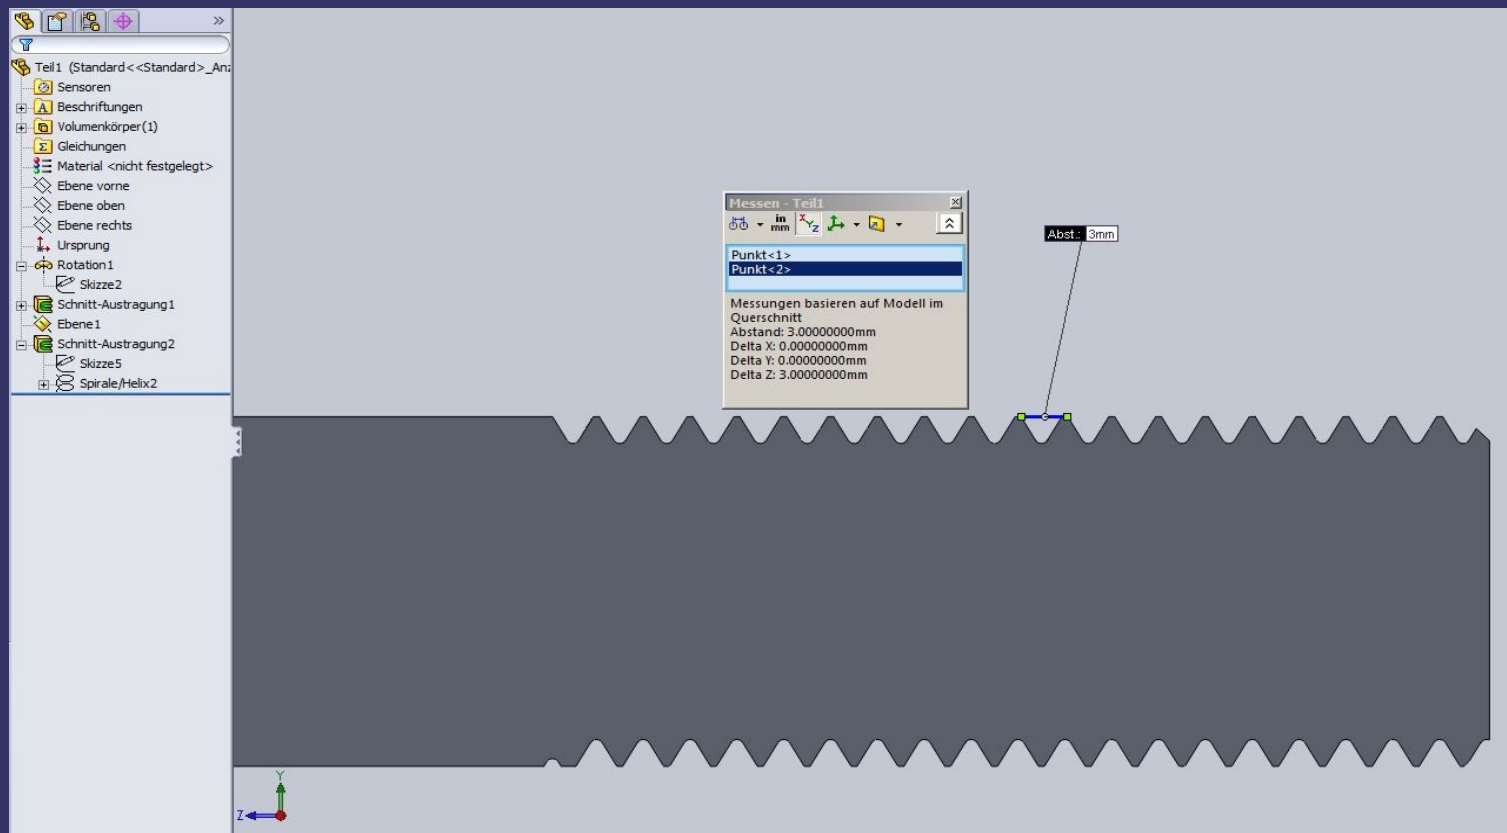 Teil1 (Standard<<Standard>_Anz
Sensoren
Beschriftungen
Volumenkörper(1)
Gleichungen
Material <nicht festgelegt>
Ebene vorne
Ebene oben
Ebene rechts
Ursprung
Rotation1
Skizze2
Schnitt-Austragung1
Ebene1
Schnitt-Austragung2
Skizze5
Spirale/Helix2
Messen - Teil1
in
mm
XYZ
Punkt<1>
Punkt<2>
Messungen basieren auf Modell im
Querschnitt
Abstand: 3.00000000mm
Delta X: 0.00000000mm
Delta Y: 0.00000000mm
Delta Z: 3.00000000mm
Abst.: 3mm
Y
Z